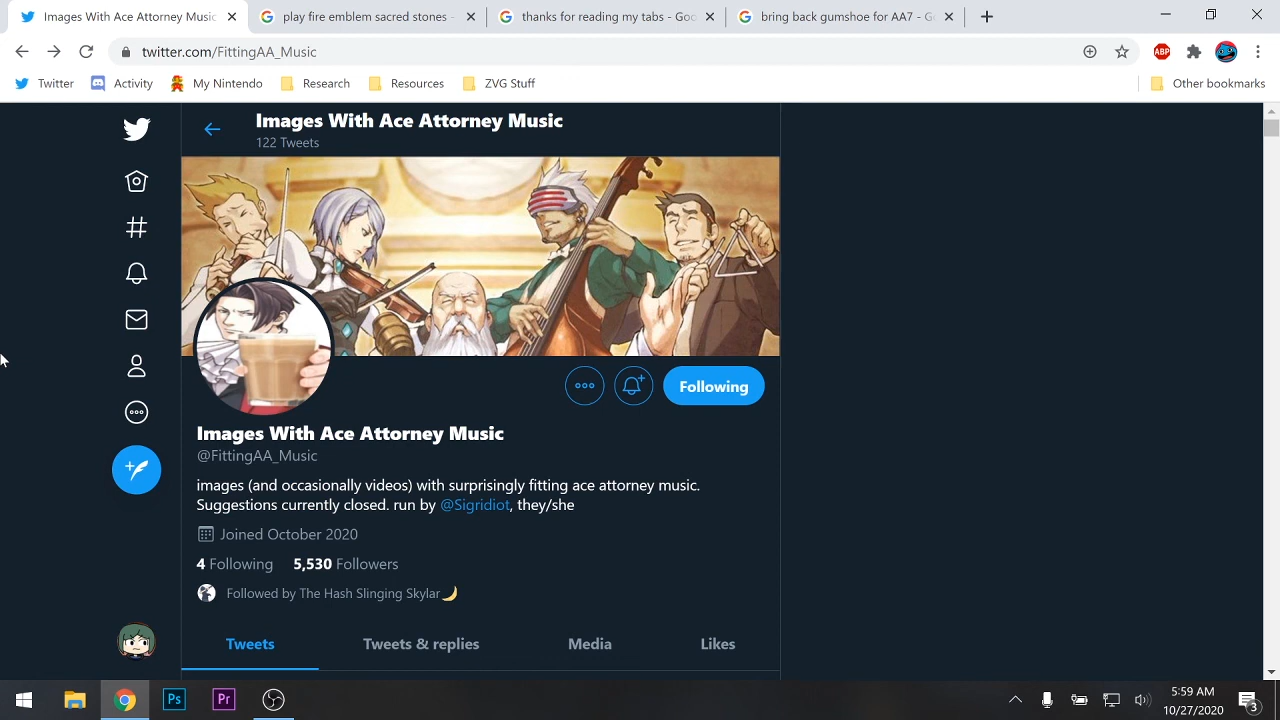 Images With Ace Attorney Music
play fire emblem sacred stones -
thanks for reading my tabs - Goo
bring back gumshoe for AA7 - G
twitter.com/FittingAA_Music
ABP
Twitter
Activity
My Nintendo
Research
Resources
ZVG Stuff
Other bookmarks
Images With Ace Attorney Music
122 Tweets
Following
Images With Ace Attorney Music
@FittingAA_Music
images (and occasionally videos) with surprisingly fitting ace attorney music.
Suggestions currently closed. run by @Sigridiot, they/she
Joined October 2020
4 Following 5,530 Followers
Followed by The Hash Slinging Skylar🌙
Tweets Tweets & replies Media Likes
Ps
Pr
5:59 AM
10/27/2020
3